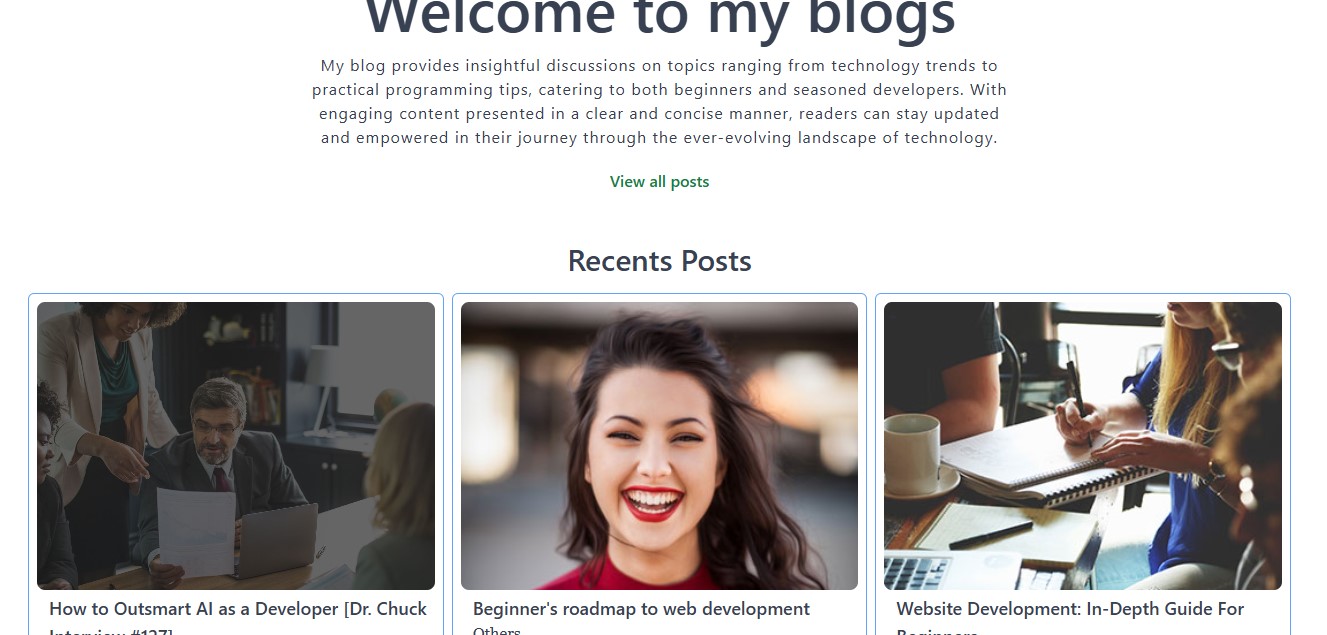 Welcome to my blogs
My blog provides insightful discussions on topics ranging from technology trends to
practical programming tips, catering to both beginners and seasoned developers. With
engaging content presented in a clear and concise manner, readers can stay updated
and empowered in their journey through the ever-evolving landscape of technology.
View all posts
Recents Posts
How to Outsmart AI as a Developer [Dr. Chuck
Interview #127]
Beginner's roadmap to web development
Others
Website Development: In-Depth Guide For
Beginners